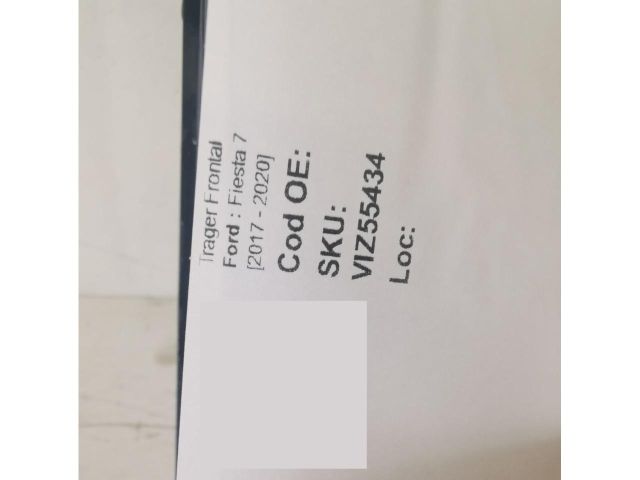 Trager Frontal
Ford : Fiesta 7
[2017 - 2020]
Cod OE:
SKU:
VIZ55434
Loc: